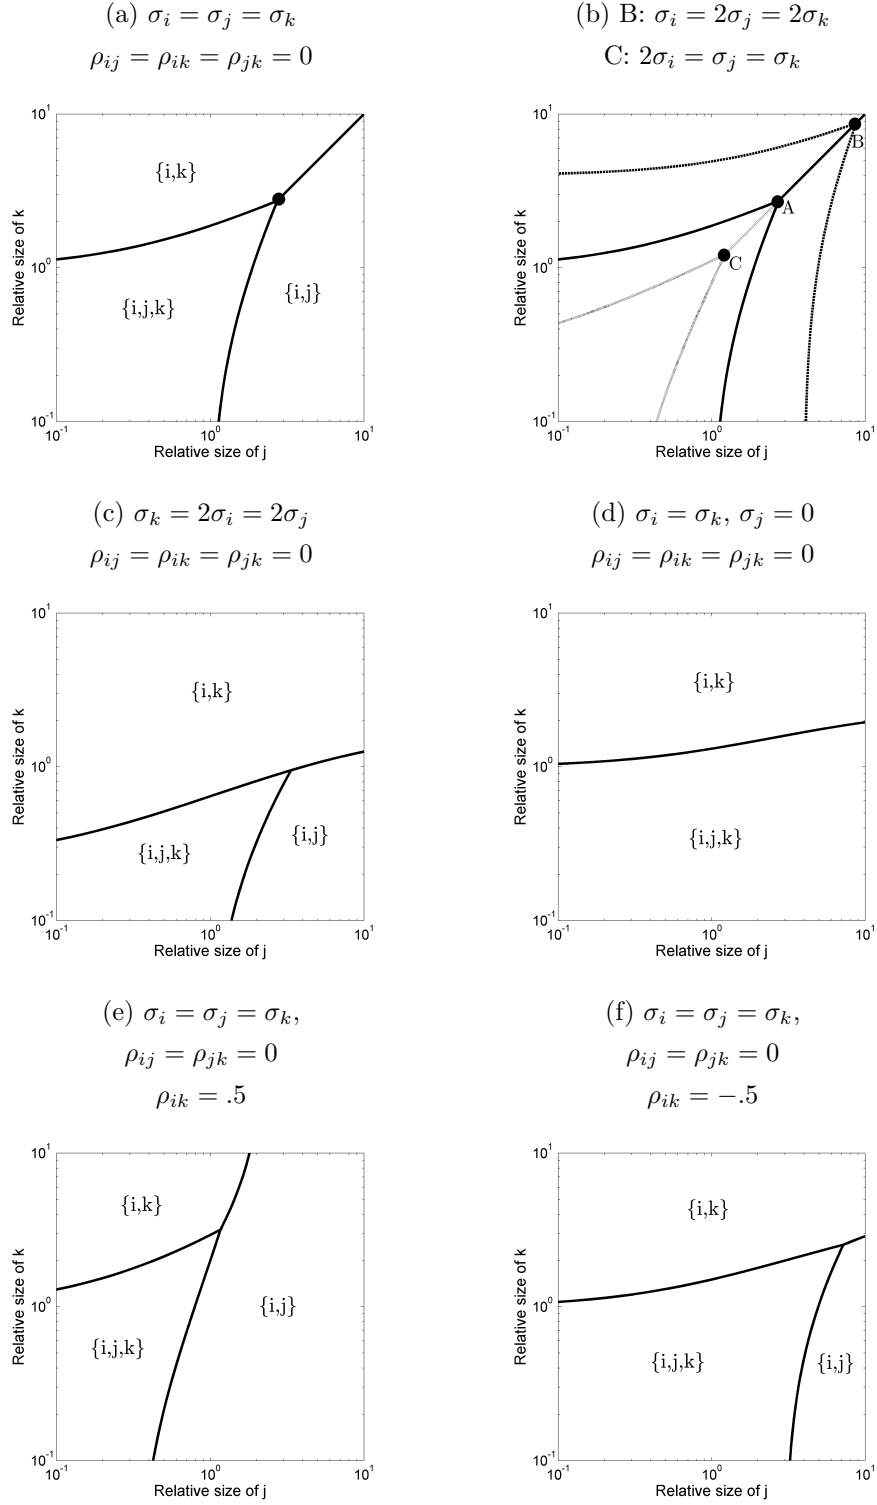 (a) σ_i = σ_j = σ_k
ρ_ij = ρ_ik = ρ_jk = 0
10^1
{i,k}
Relative size of k
10^0
{i,j}
{i,j,k}
10^-1
10^-1 10^0 10^1
Relative size of j
(b) B: σ_i = 2σ_j = 2σ_k
C: 2σ_i = σ_j = σ_k
10^1
B
A
Relative size of k
10^0
C
10^-1
10^-1 10^0 10^1
Relative size of j
(c) σ_k = 2σ_i = 2σ_j
ρ_ij = ρ_ik = ρ_jk = 0
10^1
{i,k}
Relative size of k
10^0
{i,j}
{i,j,k}
10^-1
10^-1 10^0 10^1
Relative size of j
(d) σ_i = σ_k, σ_j = 0
ρ_ij = ρ_ik = ρ_jk = 0
10^1
{i,k}
Relative size of k
10^0
{i,j,k}
10^-1
10^-1 10^0 10^1
Relative size of j
(e) σ_i = σ_j = σ_k,
ρ_ij = ρ_jk = 0
ρ_ik = .5
10^1
{i,k}
Relative size of k
10^0
{i,j}
{i,j,k}
10^-1
10^-1 10^0 10^1
Relative size of j
(f) σ_i = σ_j = σ_k,
ρ_ij = ρ_jk = 0
ρ_ik = −.5
10^1
{i,k}
Relative size of k
10^0
{i,j,k}
{i,j}
10^-1
10^-1 10^0 10^1
Relative size of j